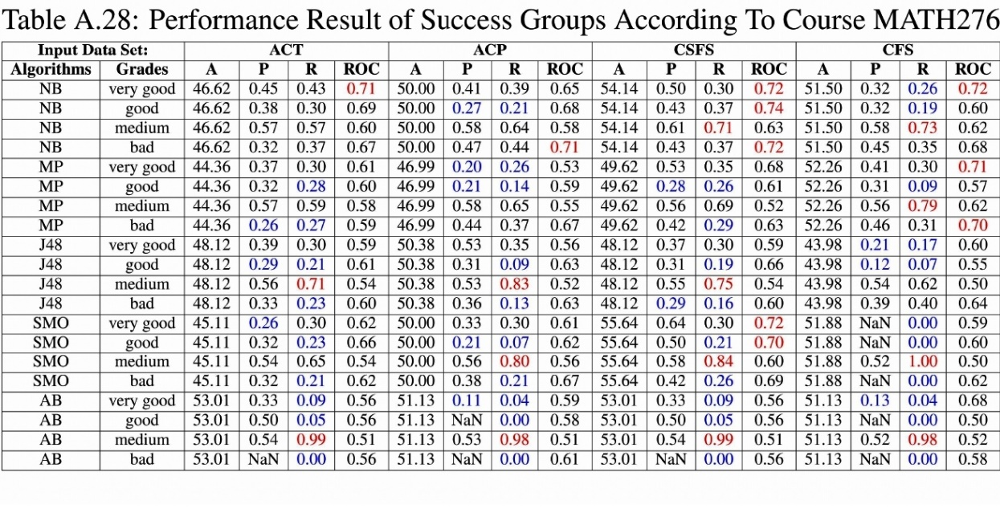 Table A.28: Performance Result of Success Groups According To Course MATH276
Input Data Set: ACT ACP CSFS CFS
Algorithms Grades A P R ROC A P R ROC A P R ROC A P R ROC
NB very good 46.62 0.45 0.43 0.71 50.00 0.41 0.39 0.65 54.14 0.50 0.30 0.72 51.50 0.32 0.26 0.72
NB good 46.62 0.38 0.30 0.69 50.00 0.27 0.21 0.68 54.14 0.43 0.37 0.74 51.50 0.32 0.19 0.60
NB medium 46.62 0.57 0.57 0.60 50.00 0.58 0.64 0.58 54.14 0.61 0.71 0.63 51.50 0.58 0.73 0.62
NB bad 46.62 0.32 0.37 0.67 50.00 0.47 0.44 0.71 54.14 0.43 0.37 0.72 51.50 0.45 0.35 0.68
MP very good 44.36 0.37 0.30 0.61 46.99 0.20 0.26 0.53 49.62 0.53 0.35 0.68 52.26 0.41 0.30 0.71
MP good 44.36 0.32 0.28 0.60 46.99 0.21 0.14 0.59 49.62 0.28 0.26 0.61 52.26 0.31 0.09 0.57
MP medium 44.36 0.57 0.59 0.58 46.99 0.58 0.65 0.55 49.62 0.56 0.69 0.52 52.26 0.56 0.79 0.62
MP bad 44.36 0.26 0.27 0.59 46.99 0.44 0.37 0.67 49.62 0.42 0.29 0.63 52.26 0.46 0.31 0.70
J48 very good 48.12 0.39 0.30 0.59 50.38 0.53 0.35 0.56 48.12 0.37 0.30 0.59 43.98 0.21 0.17 0.60
J48 good 48.12 0.29 0.21 0.61 50.38 0.31 0.09 0.63 48.12 0.31 0.19 0.66 43.98 0.12 0.07 0.55
J48 medium 48.12 0.56 0.71 0.54 50.38 0.53 0.83 0.52 48.12 0.55 0.75 0.54 43.98 0.54 0.62 0.50
J48 bad 48.12 0.33 0.23 0.60 50.38 0.36 0.13 0.63 48.12 0.29 0.16 0.60 43.98 0.39 0.40 0.64
SMO very good 45.11 0.26 0.30 0.62 50.00 0.33 0.30 0.61 55.64 0.64 0.30 0.72 51.88 NaN 0.00 0.59
SMO good 45.11 0.32 0.23 0.66 50.00 0.21 0.07 0.62 55.64 0.50 0.21 0.70 51.88 NaN 0.00 0.60
SMO medium 45.11 0.54 0.65 0.54 50.00 0.56 0.80 0.56 55.64 0.58 0.84 0.60 51.88 0.52 1.00 0.50
SMO bad 45.11 0.32 0.21 0.62 50.00 0.38 0.21 0.67 55.64 0.42 0.26 0.69 51.88 NaN 0.00 0.62
AB very good 53.01 0.33 0.09 0.56 51.13 0.11 0.04 0.59 53.01 0.33 0.09 0.56 51.13 0.13 0.04 0.68
AB good 53.01 0.50 0.05 0.56 51.13 NaN 0.00 0.58 53.01 0.50 0.05 0.56 51.13 NaN 0.00 0.50
AB medium 53.01 0.54 0.99 0.51 51.13 0.53 0.98 0.51 53.01 0.54 0.99 0.51 51.13 0.52 0.98 0.52
AB bad 53.01 NaN 0.00 0.56 51.13 NaN 0.00 0.61 53.01 NaN 0.00 0.56 51.13 NaN 0.00 0.58